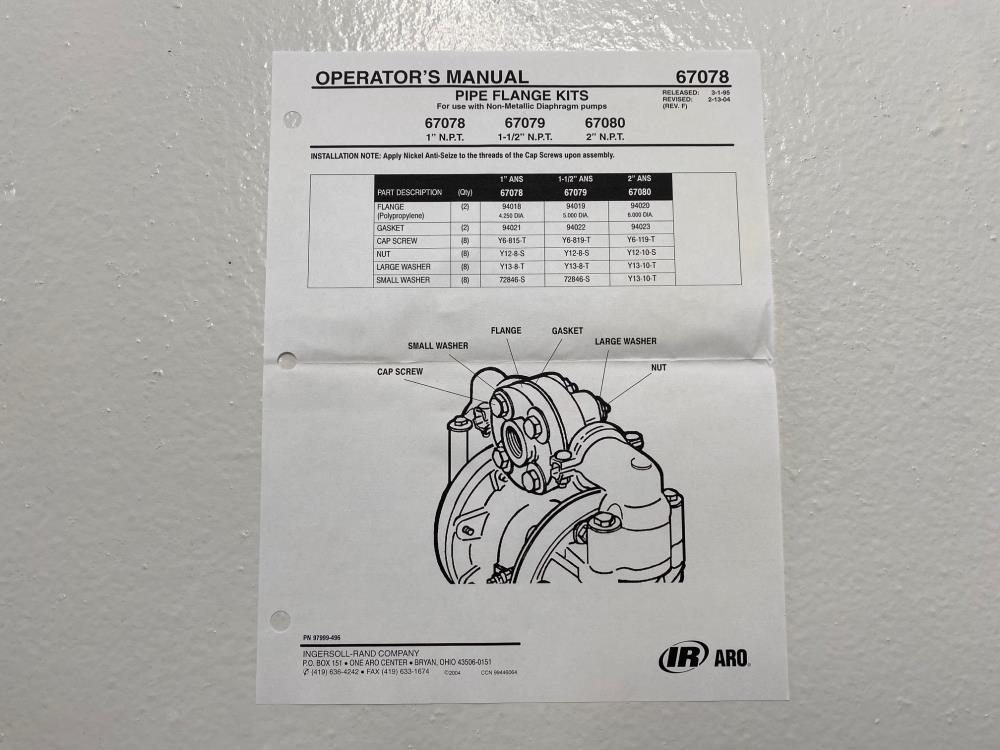 OPERATOR'S MANUAL 67078
PIPE FLANGE KITS
RELEASED: 3-1-95
REVISED: 2-13-04
(REV. F)
For use with Non-Metallic Diaphragm pumps
67078 67079 67080
1" N.P.T. 1-1/2" N.P.T. 2" N.P.T.
INSTALLATION NOTE: Apply Nickel Anti-Seize to the threads of the Cap Screws upon assembly.
1" ANS 1-1/2" ANS 2" ANS
PART DESCRIPTION (Qty) 67078 67079 67080
FLANGE (2) 94018 94019 94020
(Polypropylene) 4.250 DIA. 5.000 DIA. 6.000 DIA.
GASKET (2) 94021 94022 94023
CAP SCREW (8) Y6-815-T Y6-819-T Y6-119-T
NUT (8) Y12-8-S Y12-8-S Y12-10-S
LARGE WASHER (8) Y13-8-T Y13-8-T Y13-10-T
SMALL WASHER (8) 72846-S 72846-S Y13-10-T
FLANGE GASKET
SMALL WASHER LARGE WASHER
CAP SCREW NUT
PN 97999-496
INGERSOLL-RAND COMPANY
P.O. BOX 151 ● ONE ARO CENTER ● BRYAN, OHIO 43506-0151
✆ (419) 636-4242 ● FAX (419) 633-1674 ©2004 CCN 99446064
IR ARO®